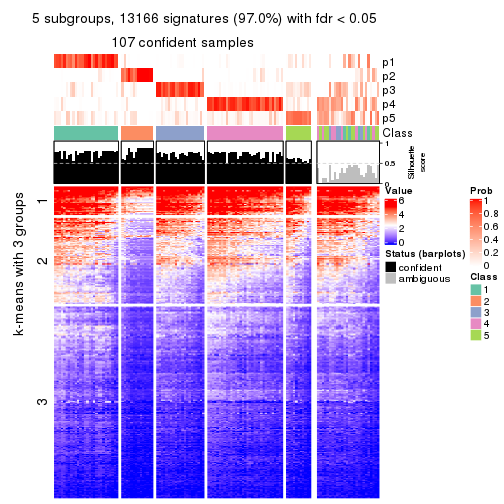 5 subgroups, 13166 signatures (97.0%) with fdr < 0.05
107 confident samples
p1
p2
p3
p4
p5
Class
1
0.5
0
Silhouette
score
k-means with 3 groups
1
2
3
Value
6
4
2
0
Status (barplots)
confident
ambiguous
Prob
1
0.8
0.6
0.4
0.2
0
Class
1
2
3
4
5